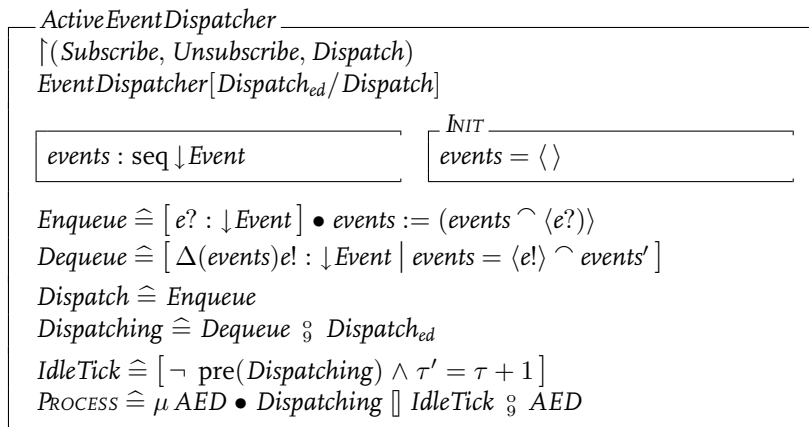 ActiveEventDispatcher
↾(Subscribe, Unsubscribe, Dispatch)
EventDispatcher[Dispatch_ed/Dispatch]
events : seq ↓Event
INIT
events = ⟨ ⟩
Enqueue ≙ [ e? : ↓Event ] • events := (events ⌢ ⟨e?)⟩
Dequeue ≙ [ Δ(events)e! : ↓Event | events = ⟨e!⟩ ⌢ events′ ]
Dispatch ≙ Enqueue
Dispatching ≙ Dequeue ⨟ Dispatch_ed
IdleTick ≙ [ ¬ pre(Dispatching) ∧ τ′ = τ + 1 ]
PROCESS ≙ μ AED • Dispatching [] IdleTick ⨟ AED